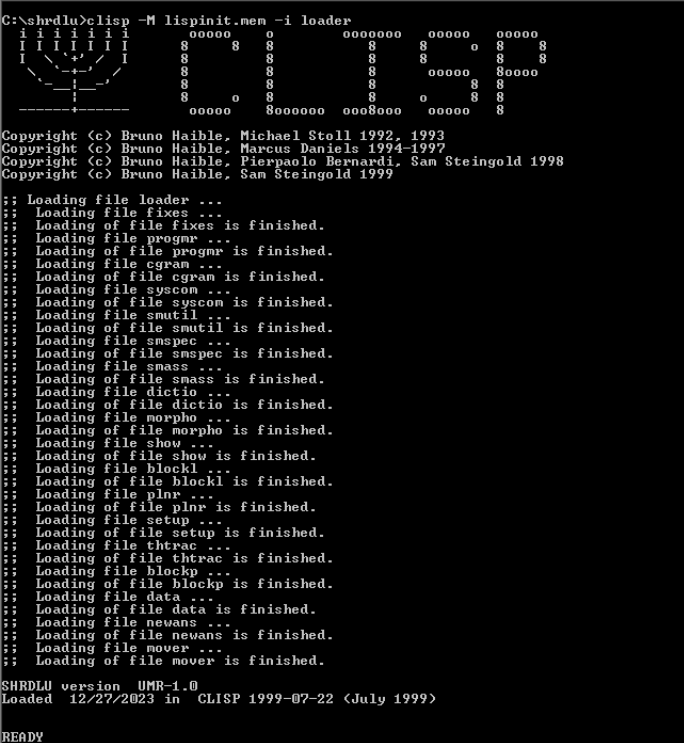 C:\shrdlu>clisp -M lispinit.mem -i loader
  i i i i i i i       ooooo    o        ooooooo   ooooo   ooooo
  I I I I I I I      8     8   8           8     8     o  8    8
  I  \ `+' /  I      8         8           8     8        8    8
   \  `-+-'  /       8         8           8      ooooo   8oooo
    `-__|__-'        8         8           8           8  8
        |            8     o   8           8     o     8  8
  ------+------       ooooo    8oooooo  ooo8ooo   ooooo   8
Copyright (c) Bruno Haible, Michael Stoll 1992, 1993
Copyright (c) Bruno Haible, Marcus Daniels 1994-1997
Copyright (c) Bruno Haible, Pierpaolo Bernardi, Sam Steingold 1998
Copyright (c) Bruno Haible, Sam Steingold 1999
;; Loading file loader ...
;;  Loading file fixes ...
;;  Loading of file fixes is finished.
;;  Loading file progmr ...
;;  Loading of file progmr is finished.
;;  Loading file cgram ...
;;  Loading of file cgram is finished.
;;  Loading file syscom ...
;;  Loading of file syscom is finished.
;;  Loading file smutil ...
;;  Loading of file smutil is finished.
;;  Loading file smspec ...
;;  Loading of file smspec is finished.
;;  Loading file smass ...
;;  Loading of file smass is finished.
;;  Loading file dictio ...
;;  Loading of file dictio is finished.
;;  Loading file morpho ...
;;  Loading of file morpho is finished.
;;  Loading file show ...
;;  Loading of file show is finished.
;;  Loading file blockl ...
;;  Loading of file blockl is finished.
;;  Loading file plnr ...
;;  Loading of file plnr is finished.
;;  Loading file setup ...
;;  Loading of file setup is finished.
;;  Loading file thtrac ...
;;  Loading of file thtrac is finished.
;;  Loading file blockp ...
;;  Loading of file blockp is finished.
;;  Loading file data ...
;;  Loading of file data is finished.
;;  Loading file newans ...
;;  Loading of file newans is finished.
;;  Loading file mover ...
;;  Loading of file mover is finished.
SHRDLU version  UMR-1.0
Loaded  12/27/2023 in  CLISP 1999-07-22 (July 1999)
READY